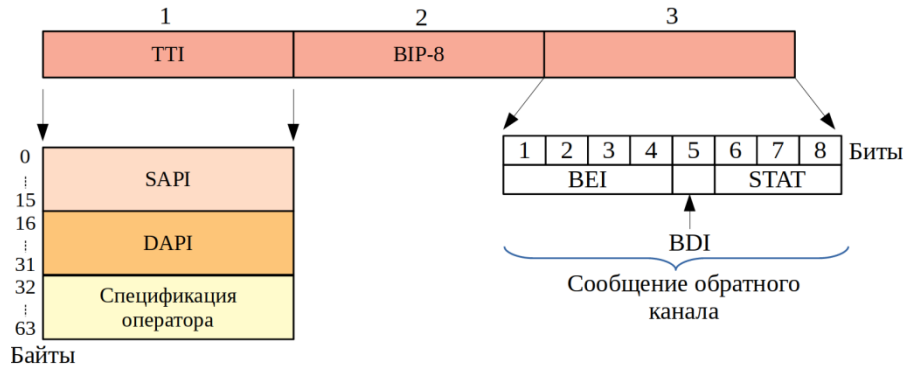 1 2 3
TTI BIP-8
0
15
SAPI
16
31
DAPI
32
63
Спецификация
оператора
Байты
1 2 3 4 5 6 7 8 Биты
BEI STAT
BDI
Сообщение обратного
канала